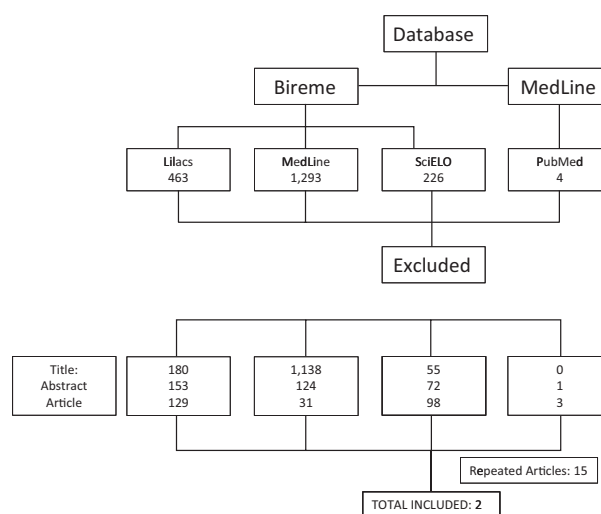 Database
Bireme
MedLine
Lilacs
463
MedLine
1,293
SciELO
226
PubMed
4
Excluded
Title:
Abstract
Article
180
153
129
1,138
124
31
55
72
98
0
1
3
Repeated Articles: 15
TOTAL INCLUDED: 2